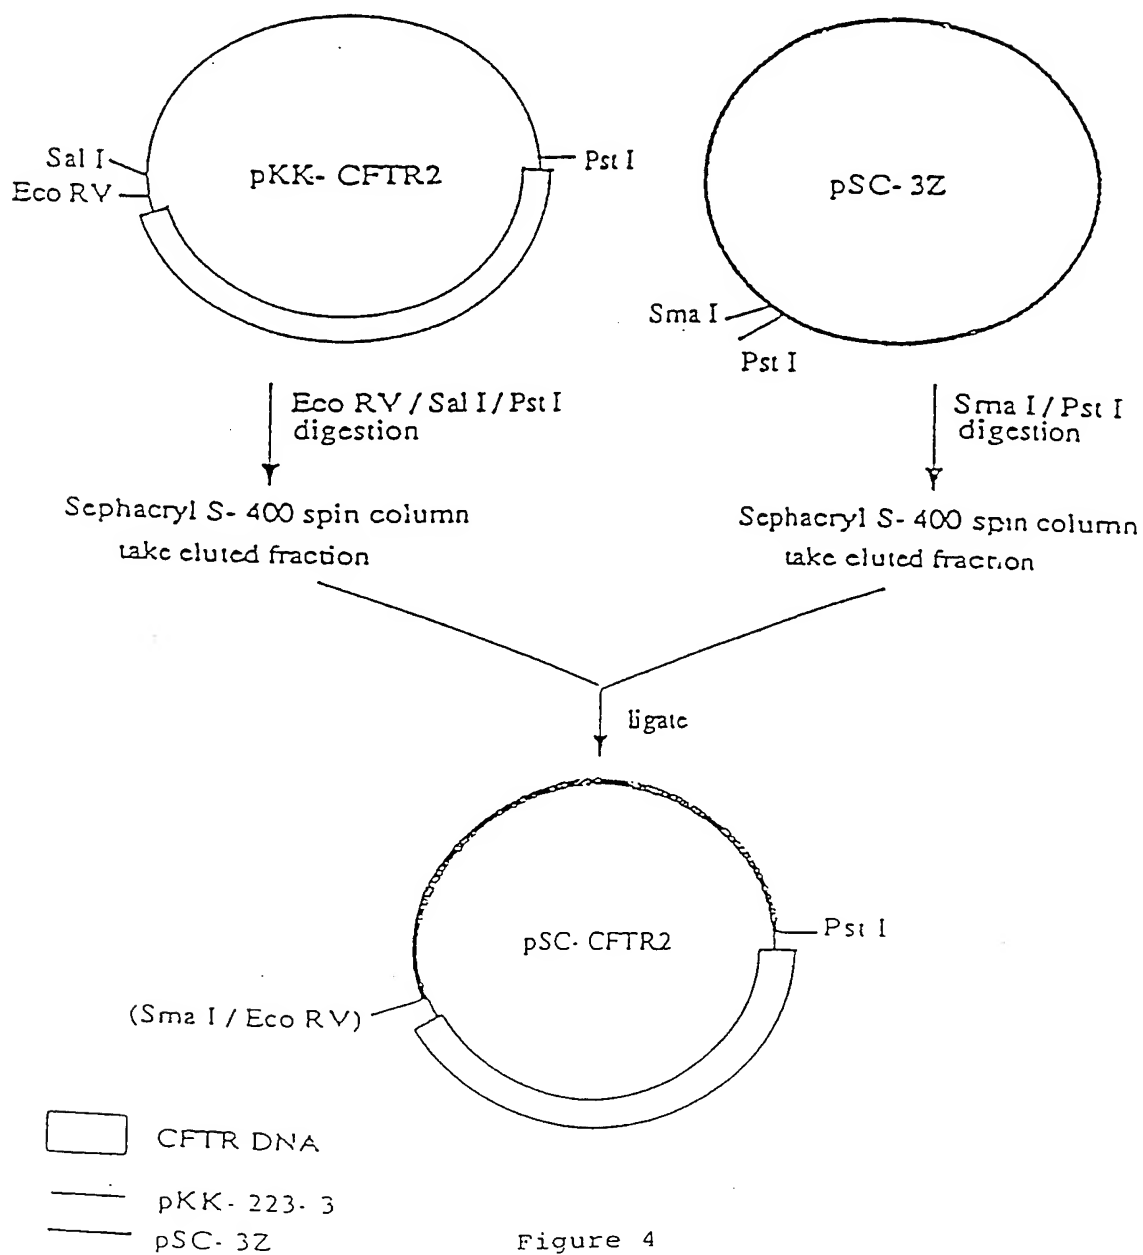 Sal I
Eco RV
pKK- CFTR2
Pst I
pSC- 3Z
Sma I
Pst I
Eco RV / Sal I / Pst I
digestion
Sma I / Pst I
digestion
Sephacryl S- 400 spin column
take eluted fraction
Sephacryl S- 400 spin column
take eluted fraction
ligate
pSC- CFTR2
Pst I
(Sma I / Eco RV)
CFTR DNA
pKK- 223- 3
pSC- 3Z
Figure 4